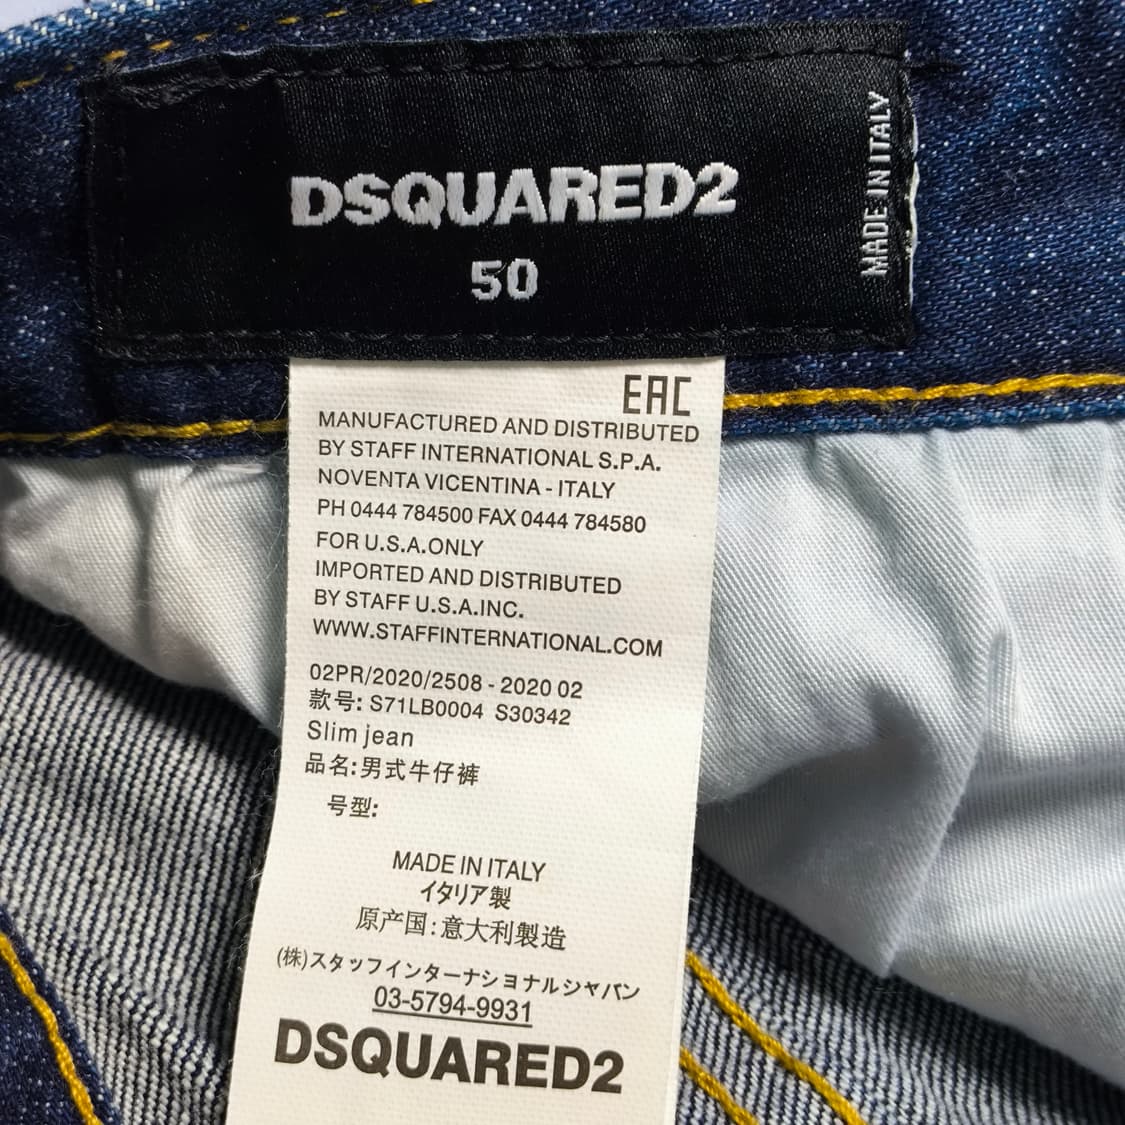 DSQUARED2
50
MADE IN ITALY
EAC
MANUFACTURED AND DISTRIBUTED
BY STAFF INTERNATIONAL S.P.A.
NOVENTA VICENTINA - ITALY
PH 0444 784500 FAX 0444 784580
FOR U.S.A.ONLY
IMPORTED AND DISTRIBUTED
BY STAFF U.S.A.INC.
WWW.STAFFINTERNATIONAL.COM
02PR/2020/2508 - 2020 02
款号: S71LB0004 S30342
Slim jean
品名:男式牛仔裤
号型:
MADE IN ITALY
イタリア製
原产国:意大利製造
(株)スタッフインターナショナルジャパン
03-5794-9931
DSQUARED2